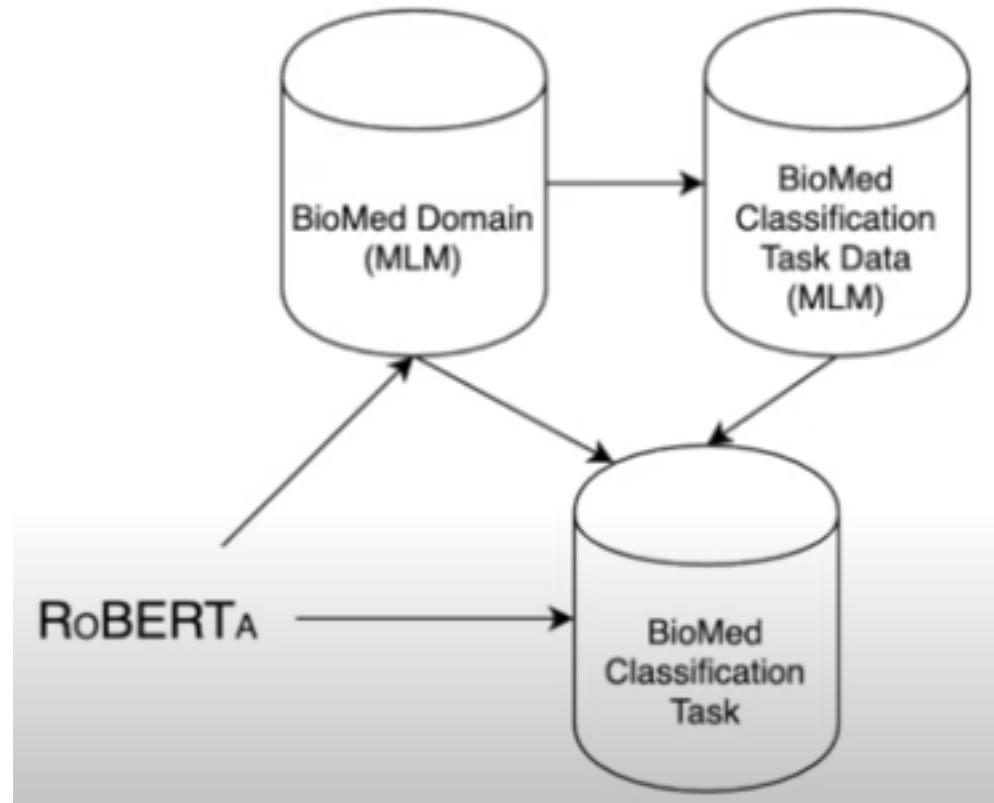 BioMed Domain
(MLM)
BioMed
Classification
Task Data
(MLM)
RoBERTa
BioMed
Classification
Task